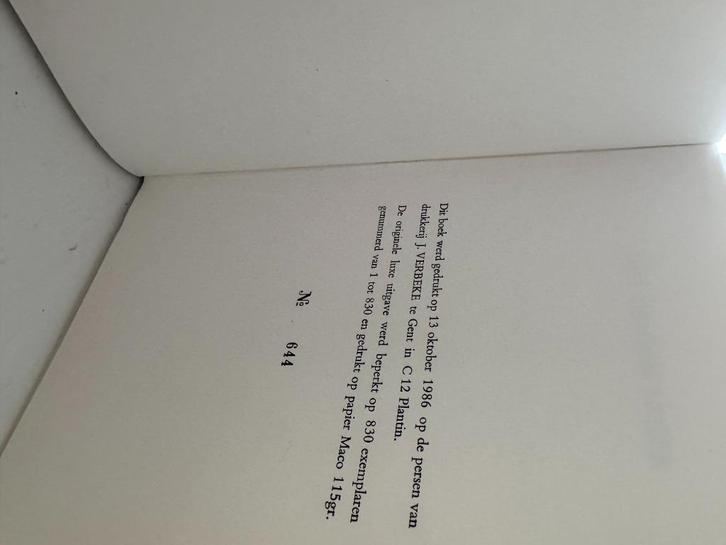 Dit boek werd gedrukt op 13 oktober 1986 op de persen van
drukkerij J. VERBEKE te Gent in C 12 Plantin.
De originele luxe uitgave werd beperkt op 830 exemplaren
genummerd van 1 tot 830 en gedrukt op papier Maco 115gr.
№ 644